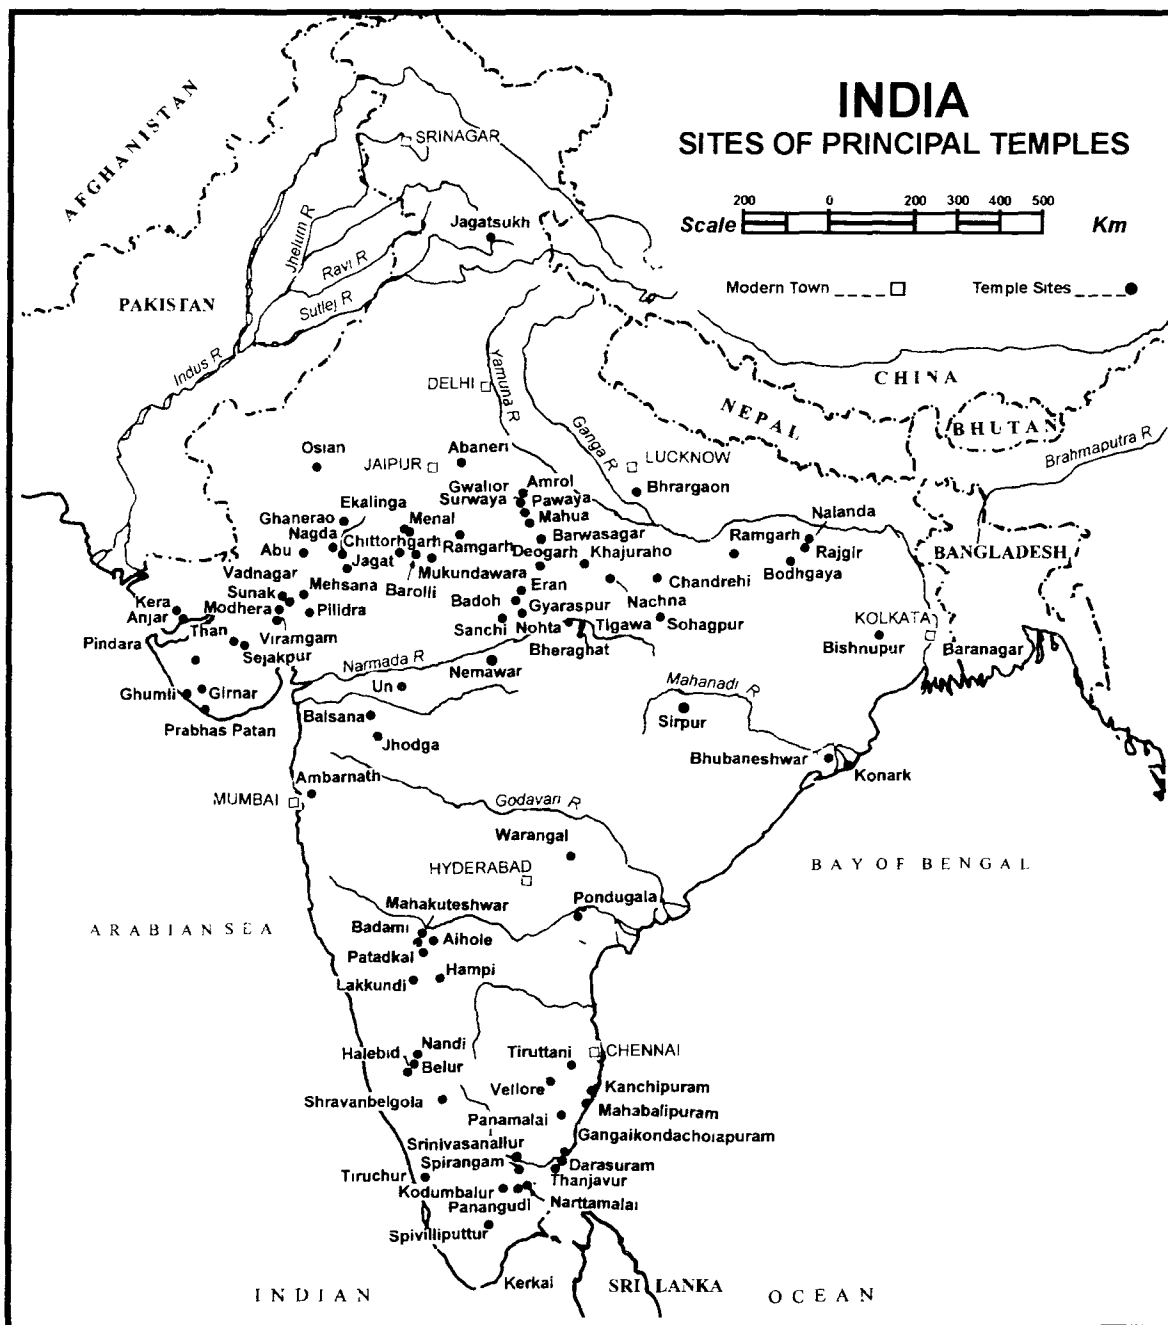 INDIA
SITES OF PRINCIPAL TEMPLES
Scale 200 0 200 300 400 500 Km
Modern Town
Temple Sites
AFGHANISTAN
SRINAGAR
Jhelum R
Jagatsukh
Ravi R
Sutlej R
PAKISTAN
Indus R
DELHI
Yamuna R
Ganga R
NEPAL
CHINA
BHUTAN
Brahmaputra R
Osian
JAIPUR
Abaneri
LUCKNOW
Bhrargaon
Gwalior
Amrol
Surwaya
Pawaya
Mahua
Ekalinga
Ghanerao
Menal
Nagda
Chittorhgarh
Ramgarh
Barwasagar
Deogarh
Khajuraho
Nalanda
Ramgarh
Rajgir
Bodhgaya
BANGLADESH
Abu
Jagat
Mukundawara
Barolli
Vadnagar
Mehsana
Sunak
Modhera
Pilidra
Eran
Badoh
Gyaraspur
Nachna
Chandrehi
Kera
Anjar
Than
Viramgam
Sejakpur
Sanchi
Nohta
Tigawa
Sohagpur
Bheraghat
KOLKATA
Bishnupur
Baranagar
Pindara
Narmada R
Nemawar
Ghumli
Girnar
Un
Mahanadi R
Sirpur
Prabhas Patan
Balsana
Jhodga
Bhubaneshwar
Konark
Ambarnath
MUMBAI
Godavari R
Warangal
HYDERABAD
BAY OF BENGAL
Mahakuteshwar
Pondugala
ARABIAN SEA
Badami
Aihole
Patadkal
Hampi
Lakkundi
Nandi
Halebid
Belur
Tiruttani
CHENNAI
Vellore
Kanchipuram
Shravanbelgola
Mahabalipuram
Panamalai
Gangaikondacholapuram
Srinivasanallur
Spirangam
Darasuram
Tiruchur
Thanjavur
Kodumbalur
Panangudi
Narttamalai
Spivilliputtur
Kerkai
SRI LANKA
INDIAN OCEAN